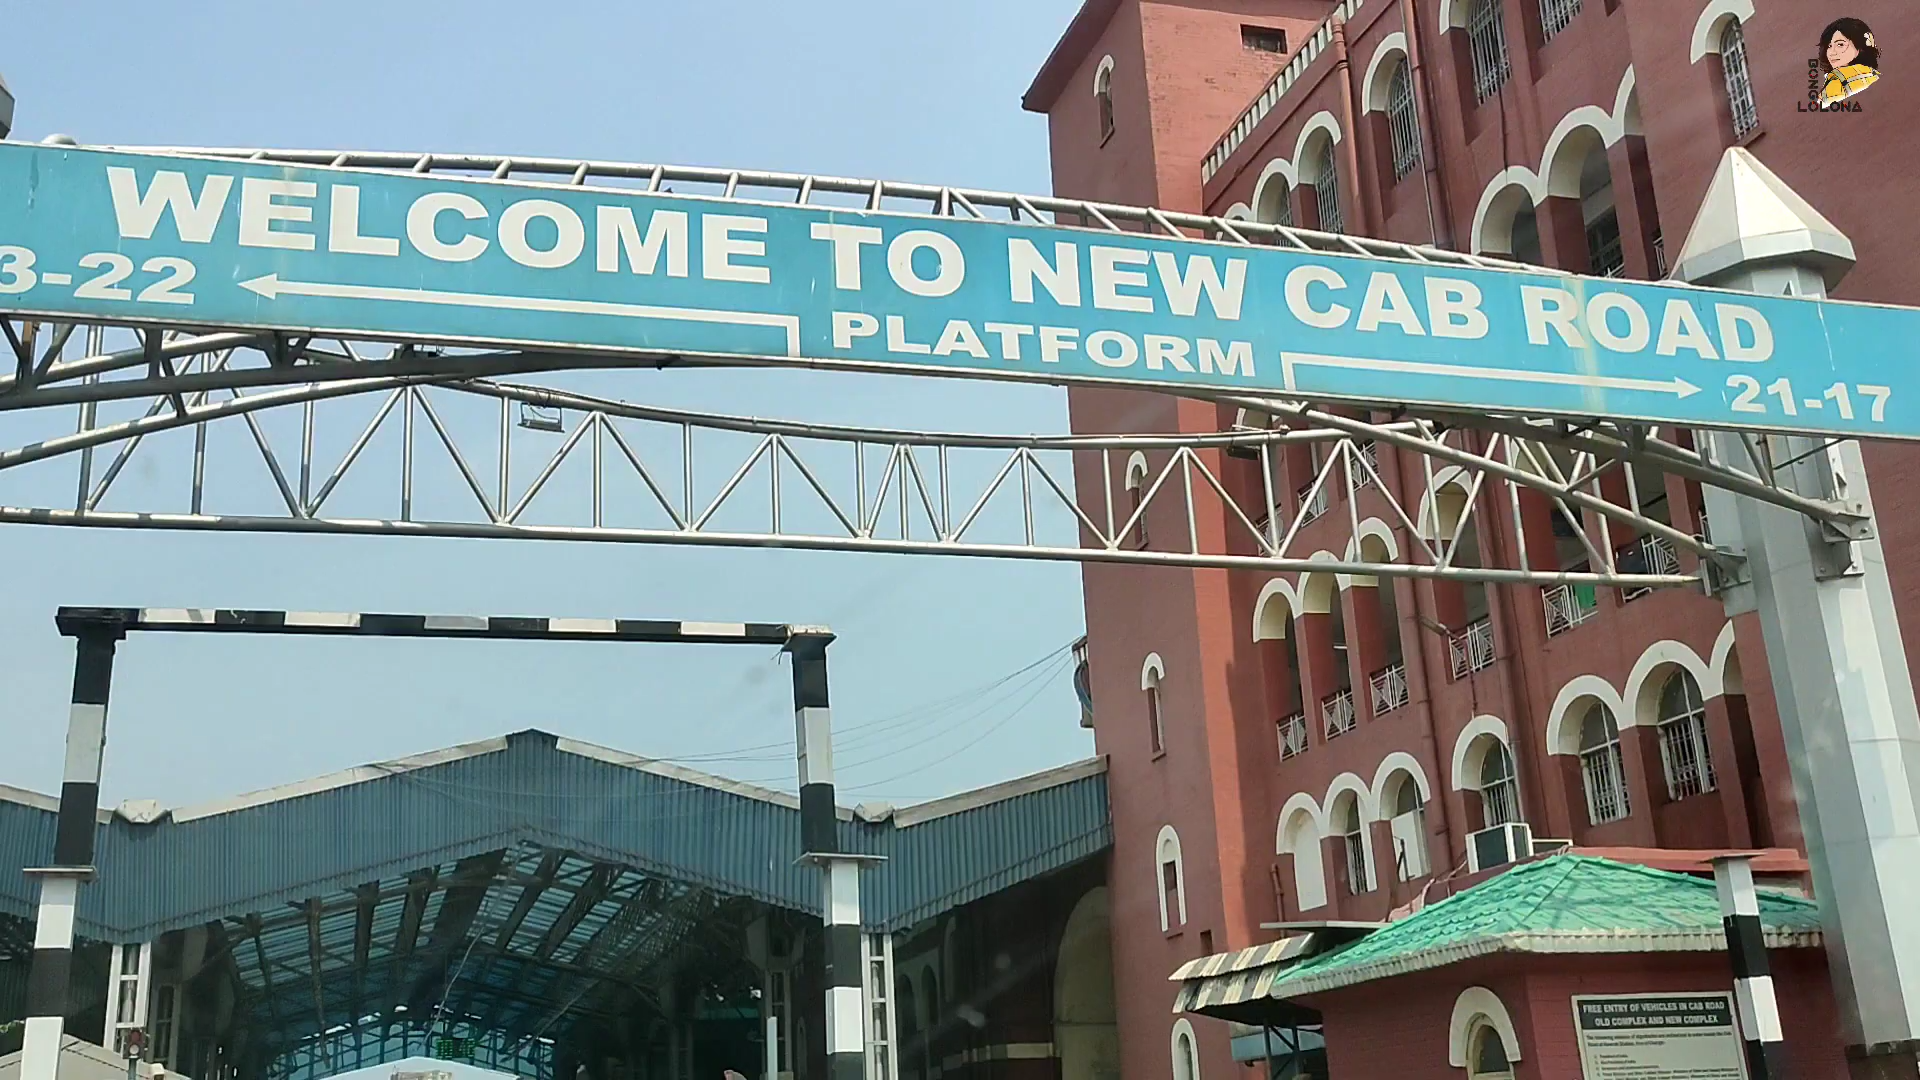 WELCOME TO NEW CAB ROAD
3-22 PLATFORM 21-17
BONG
LOLONA
FREE ENTRY OF VEHICLES IN CAB ROAD
OLD COMPLEX AND NEW COMPLEX